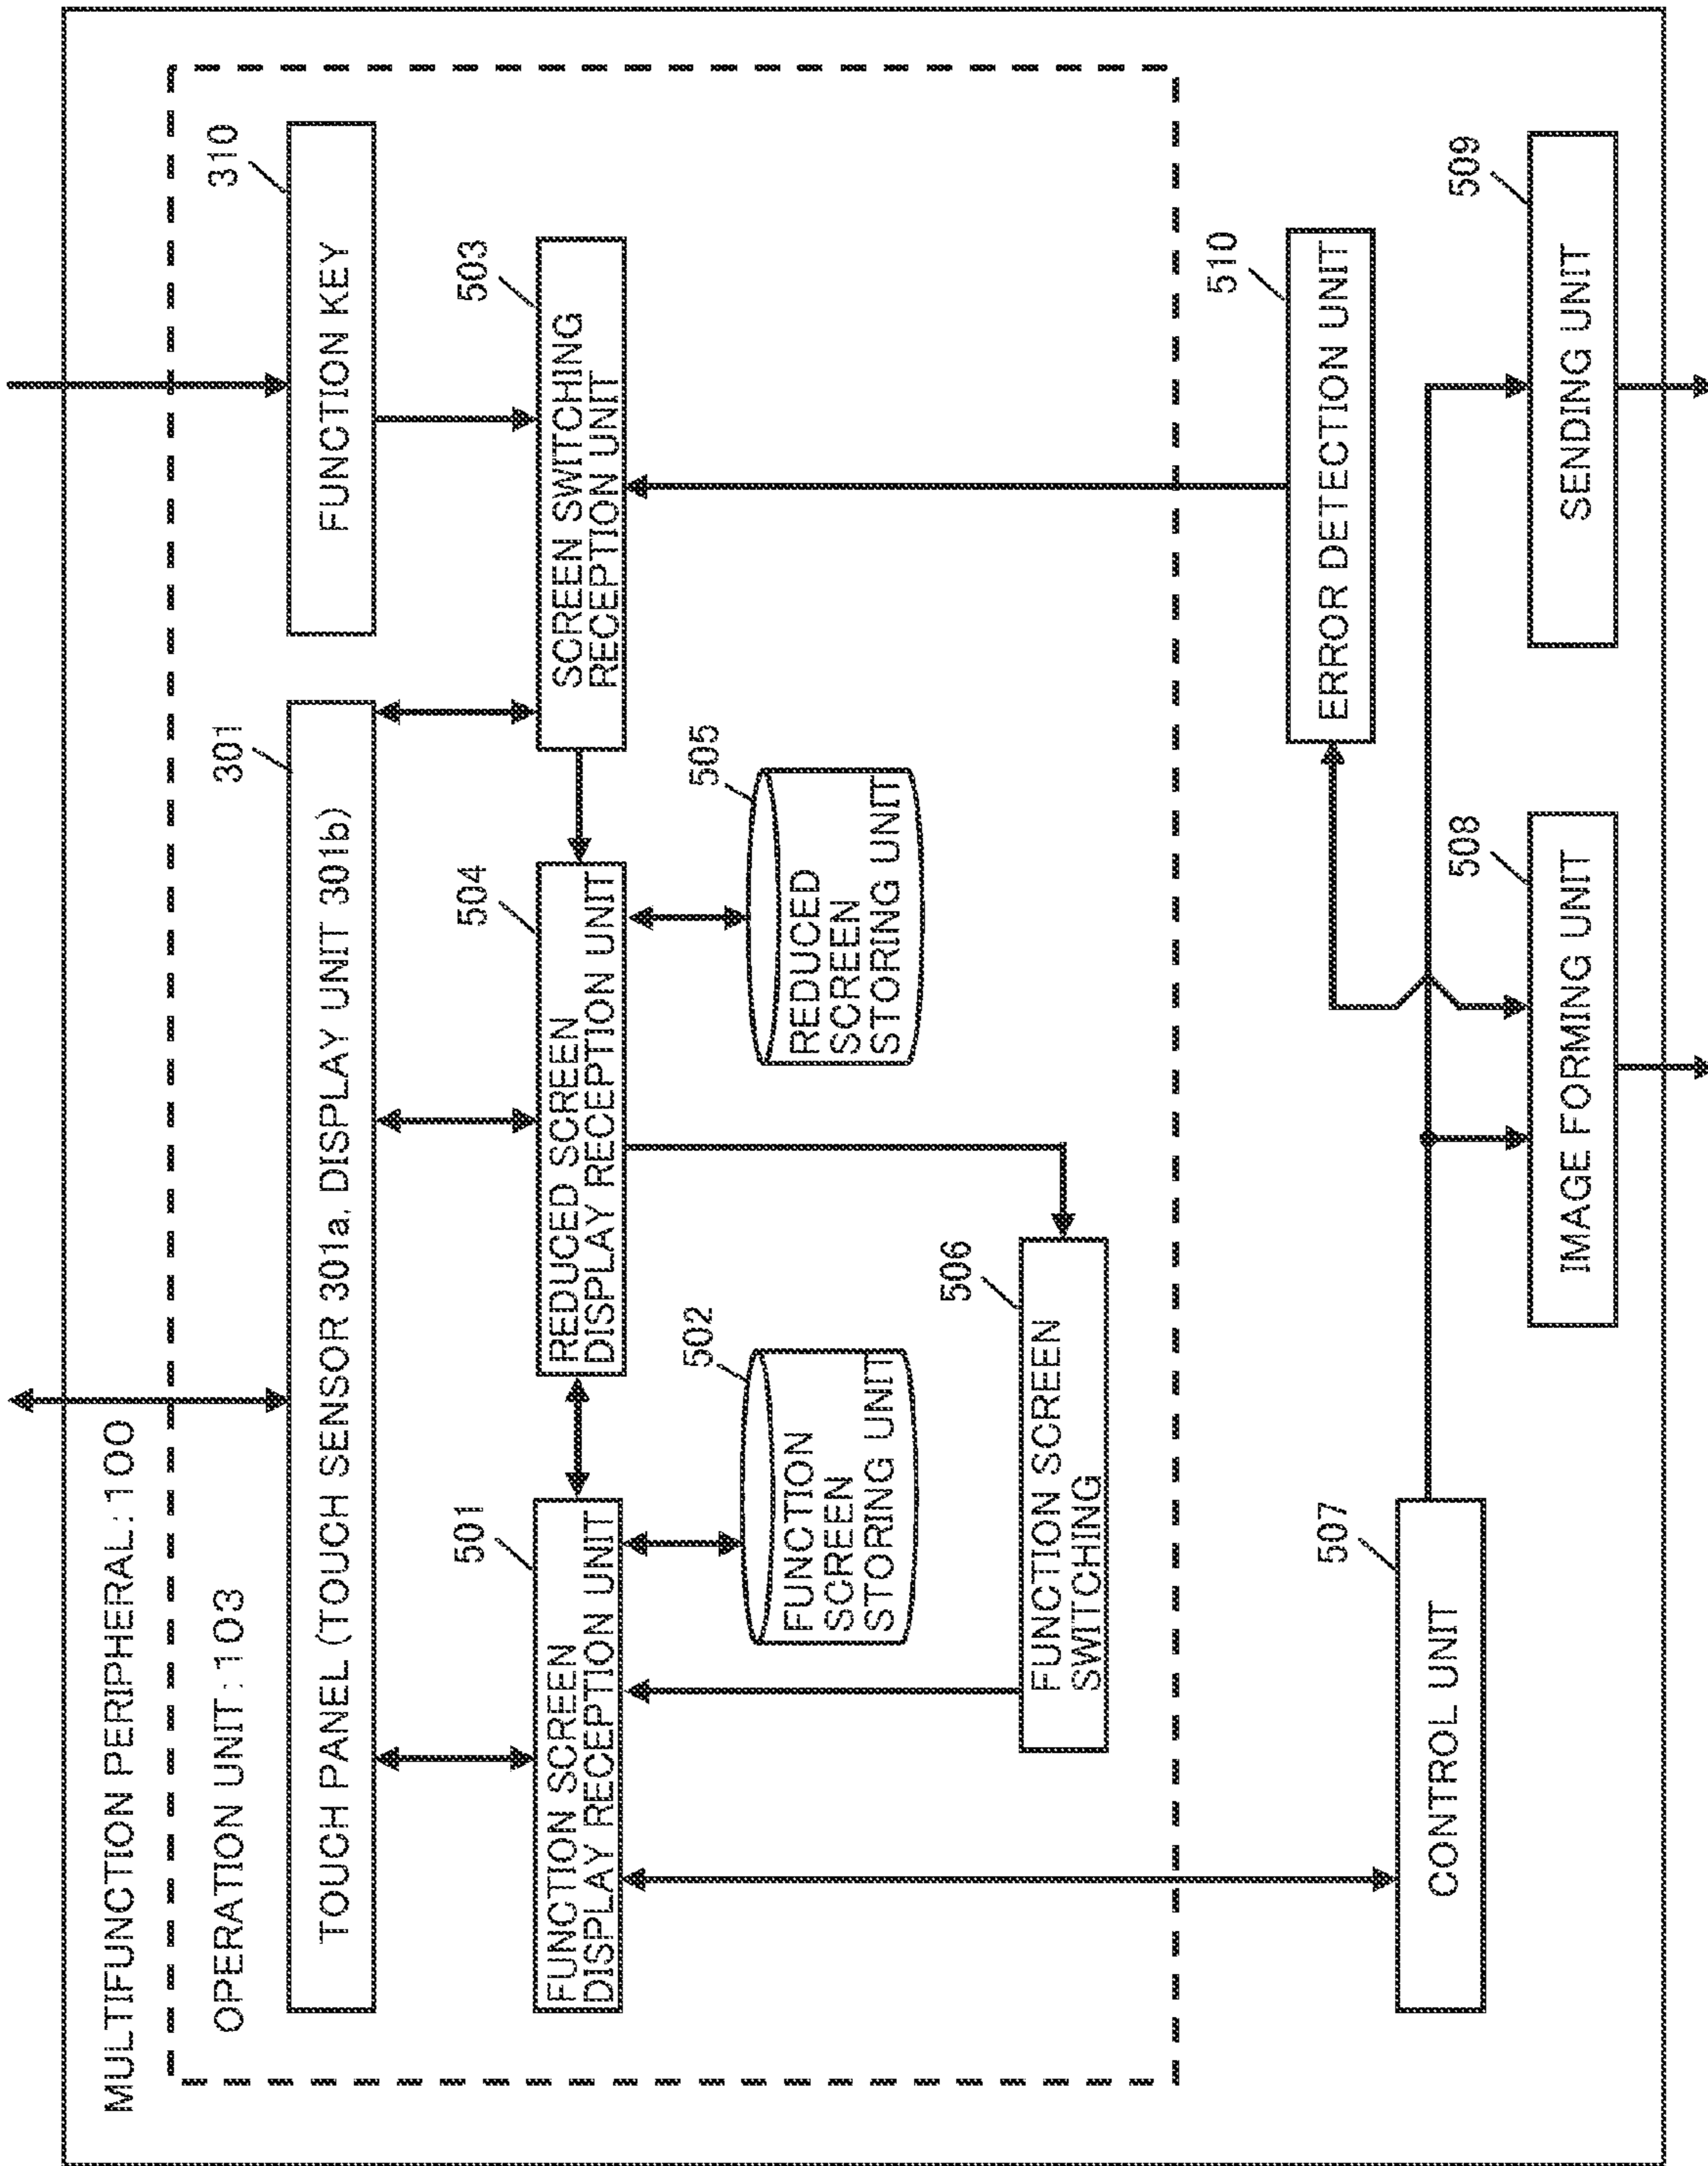 MULTIFUNCTION PERIPHERAL: 100
OPERATION UNIT: 103
301
TOUCH PANEL (TOUCH SENSOR 301a, DISPLAY UNIT 301b)
310
FUNCTION KEY
501
FUNCTION SCREEN
DISPLAY RECEPTION UNIT
504
REDUCED SCREEN
DISPLAY RECEPTION UNIT
503
SCREEN SWITCHING
RECEPTION UNIT
502
FUNCTION
SCREEN
STORING UNIT
505
REDUCED
SCREEN
STORING UNIT
506
FUNCTION SCREEN
SWITCHING
510
ERROR DETECTION UNIT
507
CONTROL UNIT
508
IMAGE FORMING UNIT
509
SENDING UNIT